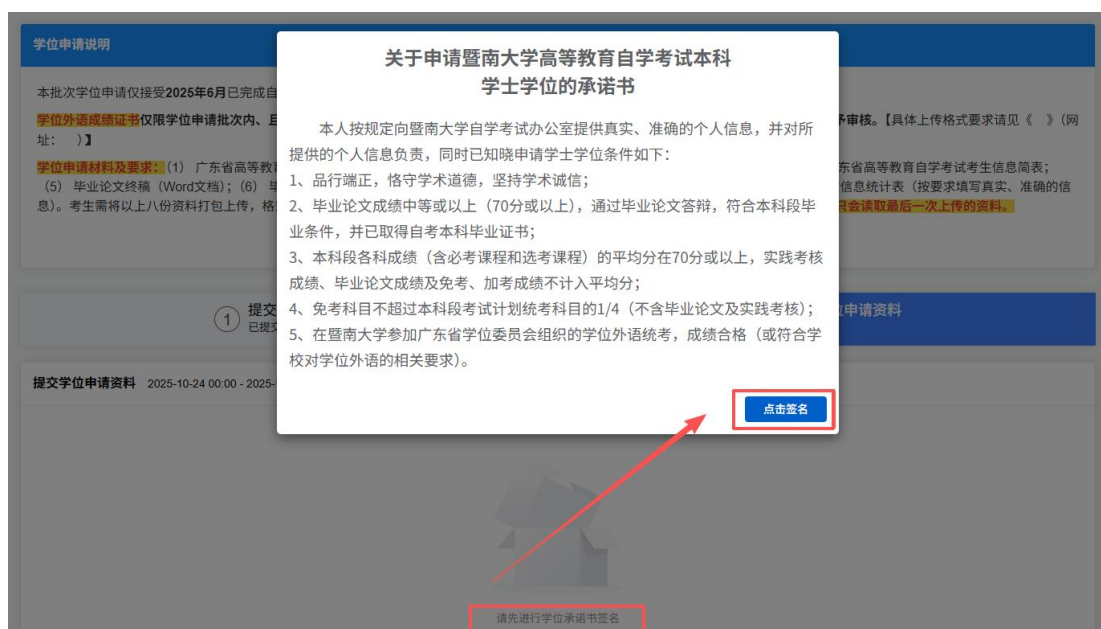 学位申请说明
本批次学位申请仅接受2025年6月已完成自
学位外语成绩证书仅限学位申请批次内、且
予审核。【具体上传格式要求请见《 》（网
址： ）】
学位申请材料及要求：（1） 广东省高等教育
东省高等教育自学考试考生信息简表；
（5） 毕业论文终稿（Word文档）；（6） 毕
信息统计表（按要求填写真实、准确的信
息）。考生需将以上八份资料打包上传，格
只会读取最后一次上传的资料。
关于申请暨南大学高等教育自学考试本科
学士学位的承诺书
本人按规定向暨南大学自学考试办公室提供真实、准确的个人信息，并对所
提供的个人信息负责，同时已知晓申请学士学位条件如下：
1、品行端正，恪守学术道德，坚持学术诚信；
2、毕业论文成绩中等或以上（70分或以上），通过毕业论文答辩，符合本科段毕
业条件，并已取得自考本科毕业证书；
3、本科段各科成绩（含必考课程和选考课程）的平均分在70分或以上，实践考核
成绩、毕业论文成绩及免考、加考成绩不计入平均分；
4、免考科目不超过本科段考试计划统考科目的1/4（不含毕业论文及实践考核）；
5、在暨南大学参加广东省学位委员会组织的学位外语统考，成绩合格（或符合学
校对学位外语的相关要求）。
点击签名
1 提交
已提交
位申请资料
提交学位申请资料 2025-10-24 00:00 - 2025-
请先进行学位承诺书签名